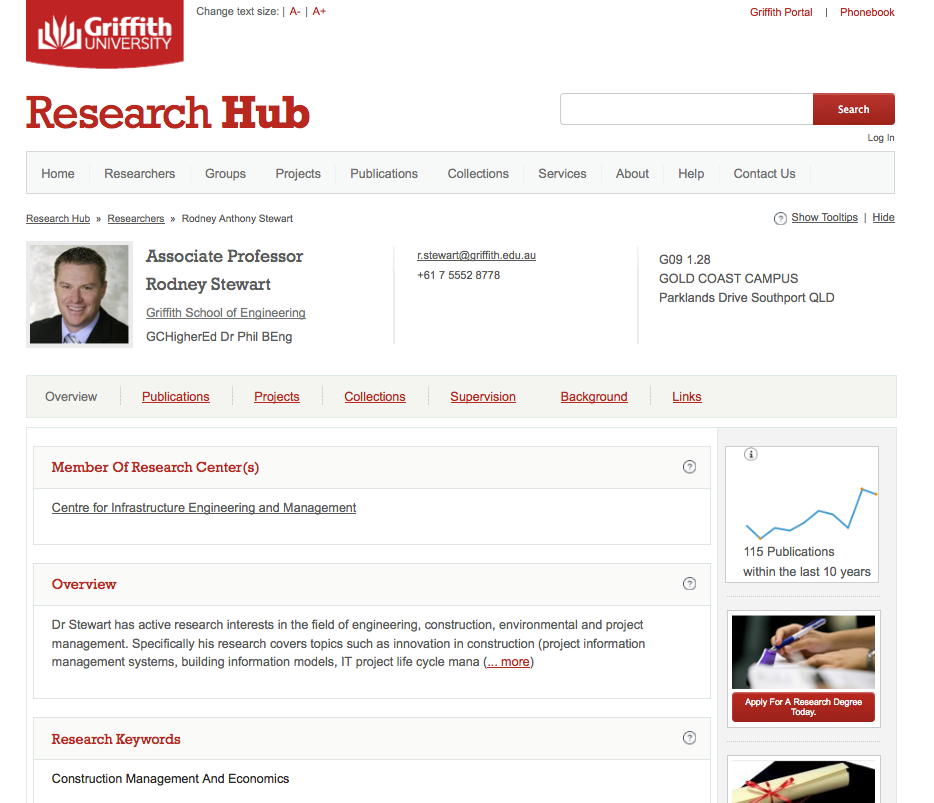 Griffith UNIVERSITY
Change text size: | A- | A+
Griffith Portal | Phonebook
Research Hub
Search
Log In
Home Researchers Groups Projects Publications Collections Services About Help Contact Us
Research Hub » Researchers » Rodney Anthony Stewart
? Show Tooltips | Hide
Associate Professor
Rodney Stewart
Griffith School of Engineering
GCHigherEd Dr Phil BEng
r.stewart@griffith.edu.au
+61 7 5552 8778
G09 1.28
GOLD COAST CAMPUS
Parklands Drive Southport QLD
Overview Publications Projects Collections Supervision Background Links
Member Of Research Center(s) ?
Centre for Infrastructure Engineering and Management
Overview ?
Dr Stewart has active research interests in the field of engineering, construction, environmental and project
management. Specifically his research covers topics such as innovation in construction (project information
management systems, building information models, IT project life cycle mana (... more)
Research Keywords ?
Construction Management And Economics
i
115 Publications
within the last 10 years
Apply For A Research Degree
Today.